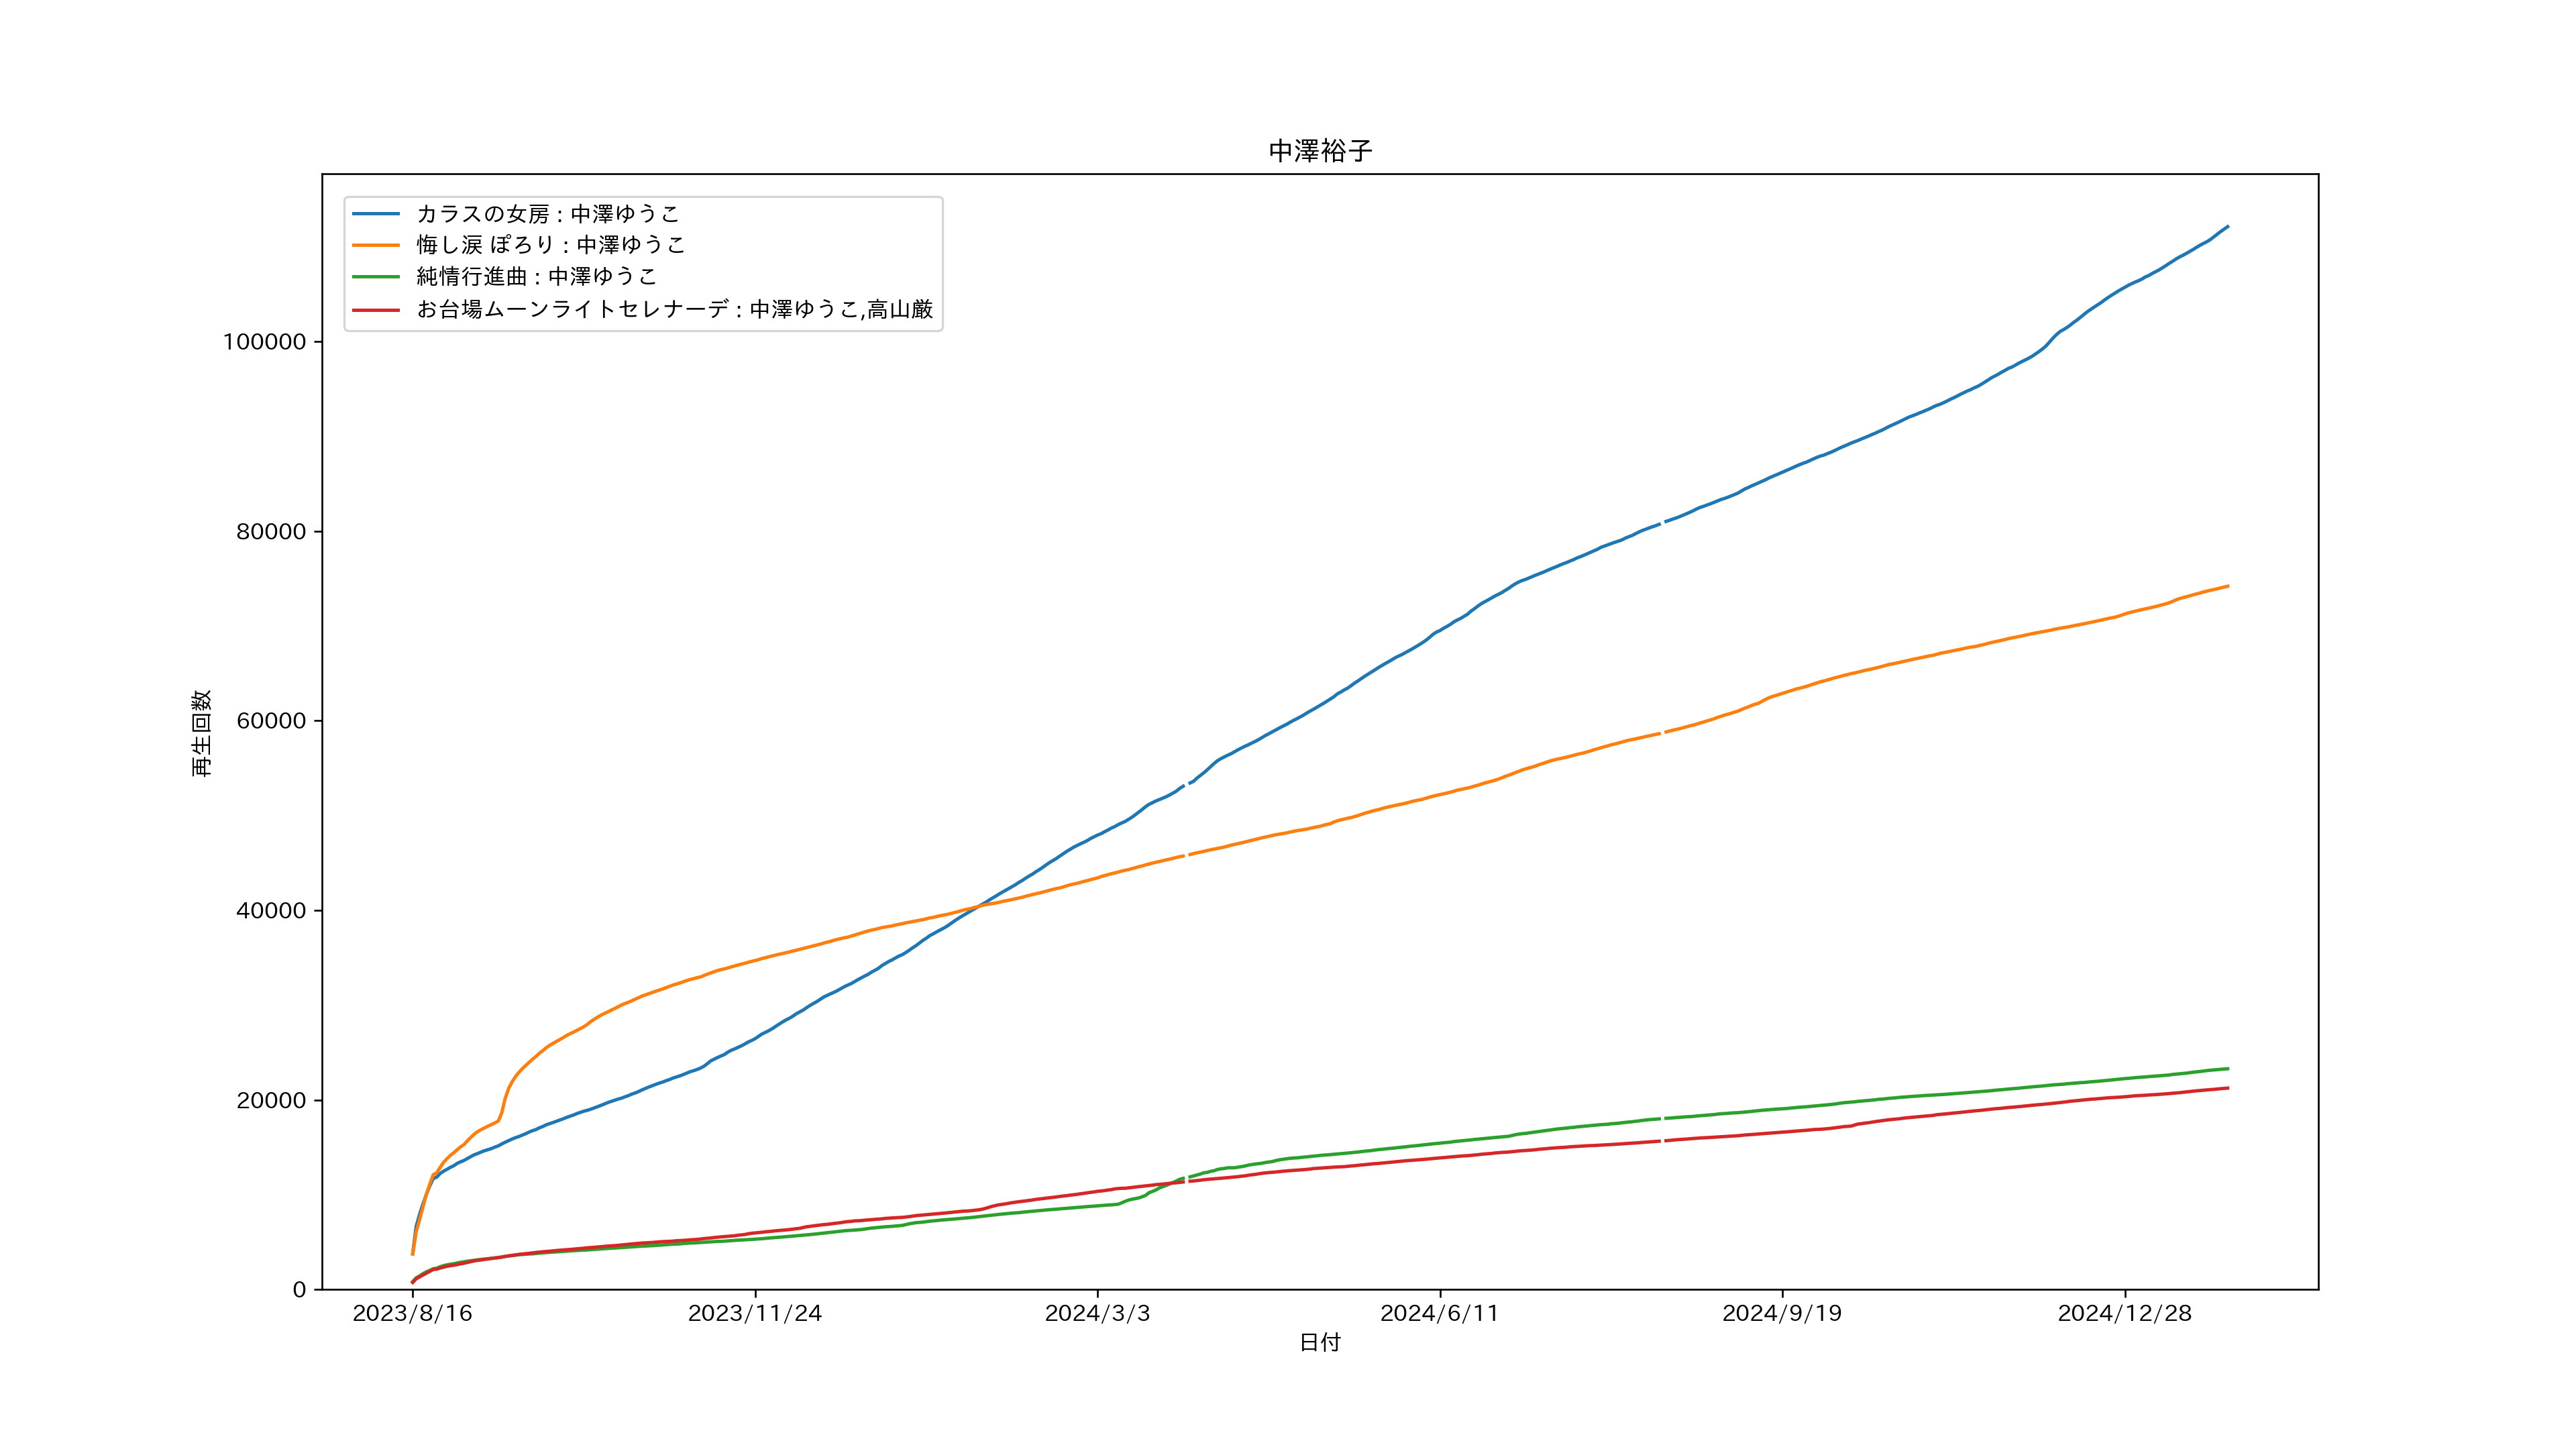 中澤裕子
カラスの女房 : 中澤ゆうこ
悔し涙 ぽろり : 中澤ゆうこ
純情行進曲 : 中澤ゆうこ
お台場ムーンライトセレナーデ : 中澤ゆうこ,高山厳
100000
80000
60000
40000
20000
0
再生回数
2023/8/16 2023/11/24 2024/3/3 2024/6/11 2024/9/19 2024/12/28
日付